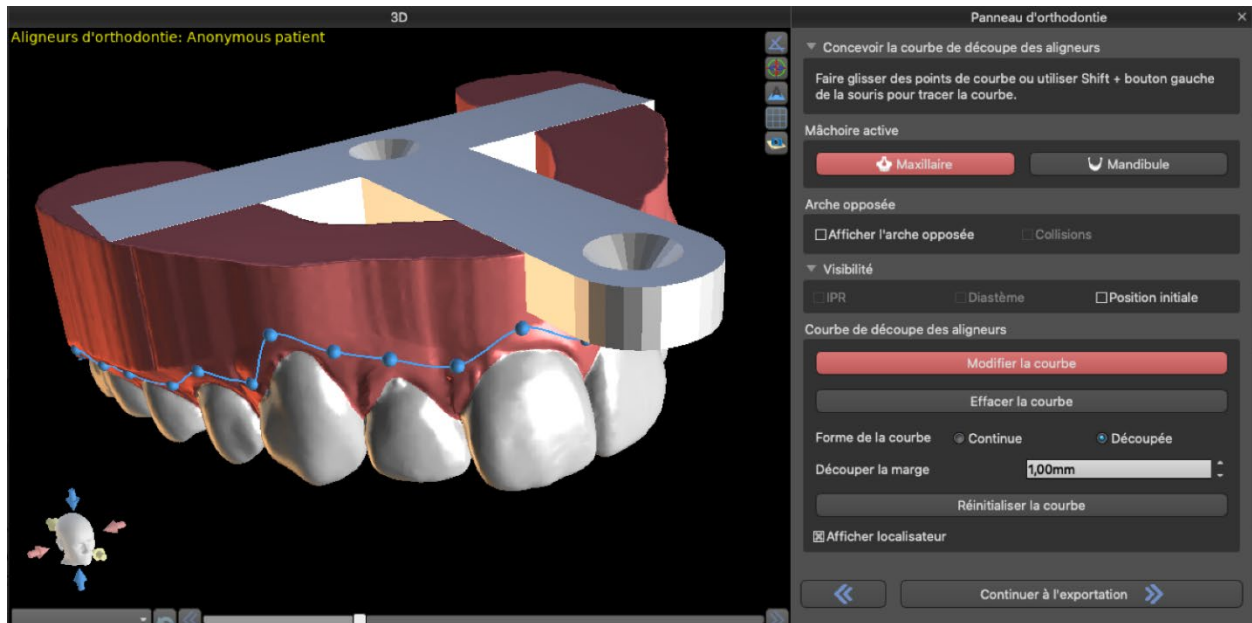 3D
Panneau d'orthodontie
Aligneurs d'orthodontie: Anonymous patient
Concevoir la courbe de découpe des aligneurs
Faire glisser des points de courbe ou utiliser Shift + bouton gauche
de la souris pour tracer la courbe.
Mâchoire active
Maxillaire Mandibule
Arche opposée
Afficher l'arche opposée Collisions
Visibilité
IPR Diastème Position initiale
Courbe de découpe des aligneurs
Modifier la courbe
Effacer la courbe
Forme de la courbe Continue Découpée
Découper la marge 1,00mm
Réinitialiser la courbe
Afficher localisateur
Continuer à l'exportation